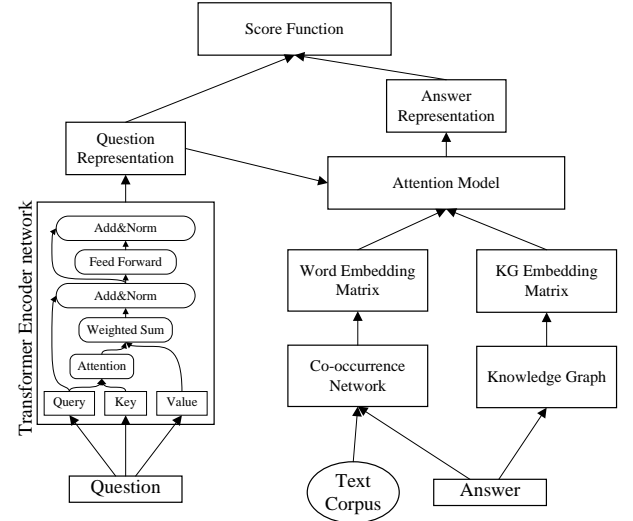 Score Function
Answer
Representation
Question
Representation
Attention Model
Transformer Encoder network
Add&Norm
Feed Forward
Add&Norm
Weighted Sum
Attention
Query
Key
Value
Word Embedding
Matrix
KG Embedding
Matrix
Co-occurrence
Network
Knowledge Graph
Question
Text
Corpus
Answer